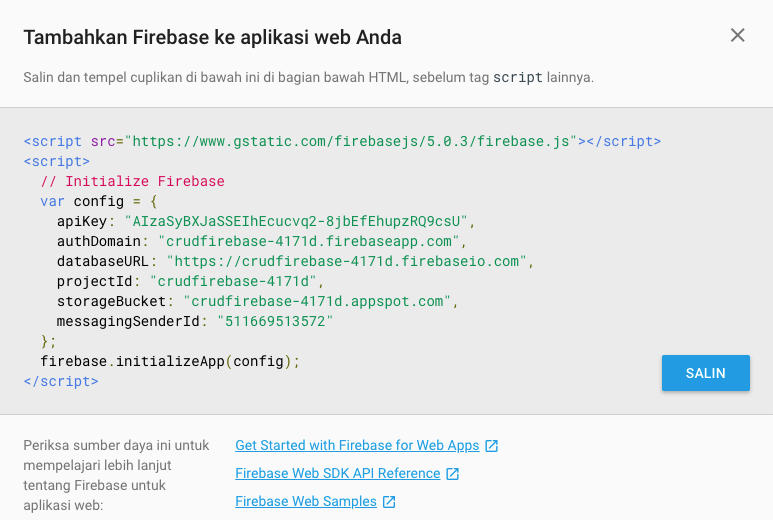 Tambahkan Firebase ke aplikasi web Anda
Salin dan tempel cuplikan di bawah ini di bagian bawah HTML, sebelum tag script lainnya.
<script src="https://www.gstatic.com/firebasejs/5.0.3/firebase.js"></script>
<script>
  // Initialize Firebase
  var config = {
    apiKey: "AIzaSyBXJaSSEIhEcucvq2-8jbEfEhupzRQ9csU",
    authDomain: "crudfirebase-4171d.firebaseapp.com",
    databaseURL: "https://crudfirebase-4171d.firebaseio.com",
    projectId: "crudfirebase-4171d",
    storageBucket: "crudfirebase-4171d.appspot.com",
    messagingSenderId: "511669513572"
  };
  firebase.initializeApp(config);
</script>
SALIN
Periksa sumber daya ini untuk
mempelajari lebih lanjut
tentang Firebase untuk
aplikasi web:
Get Started with Firebase for Web Apps
Firebase Web SDK API Reference
Firebase Web Samples